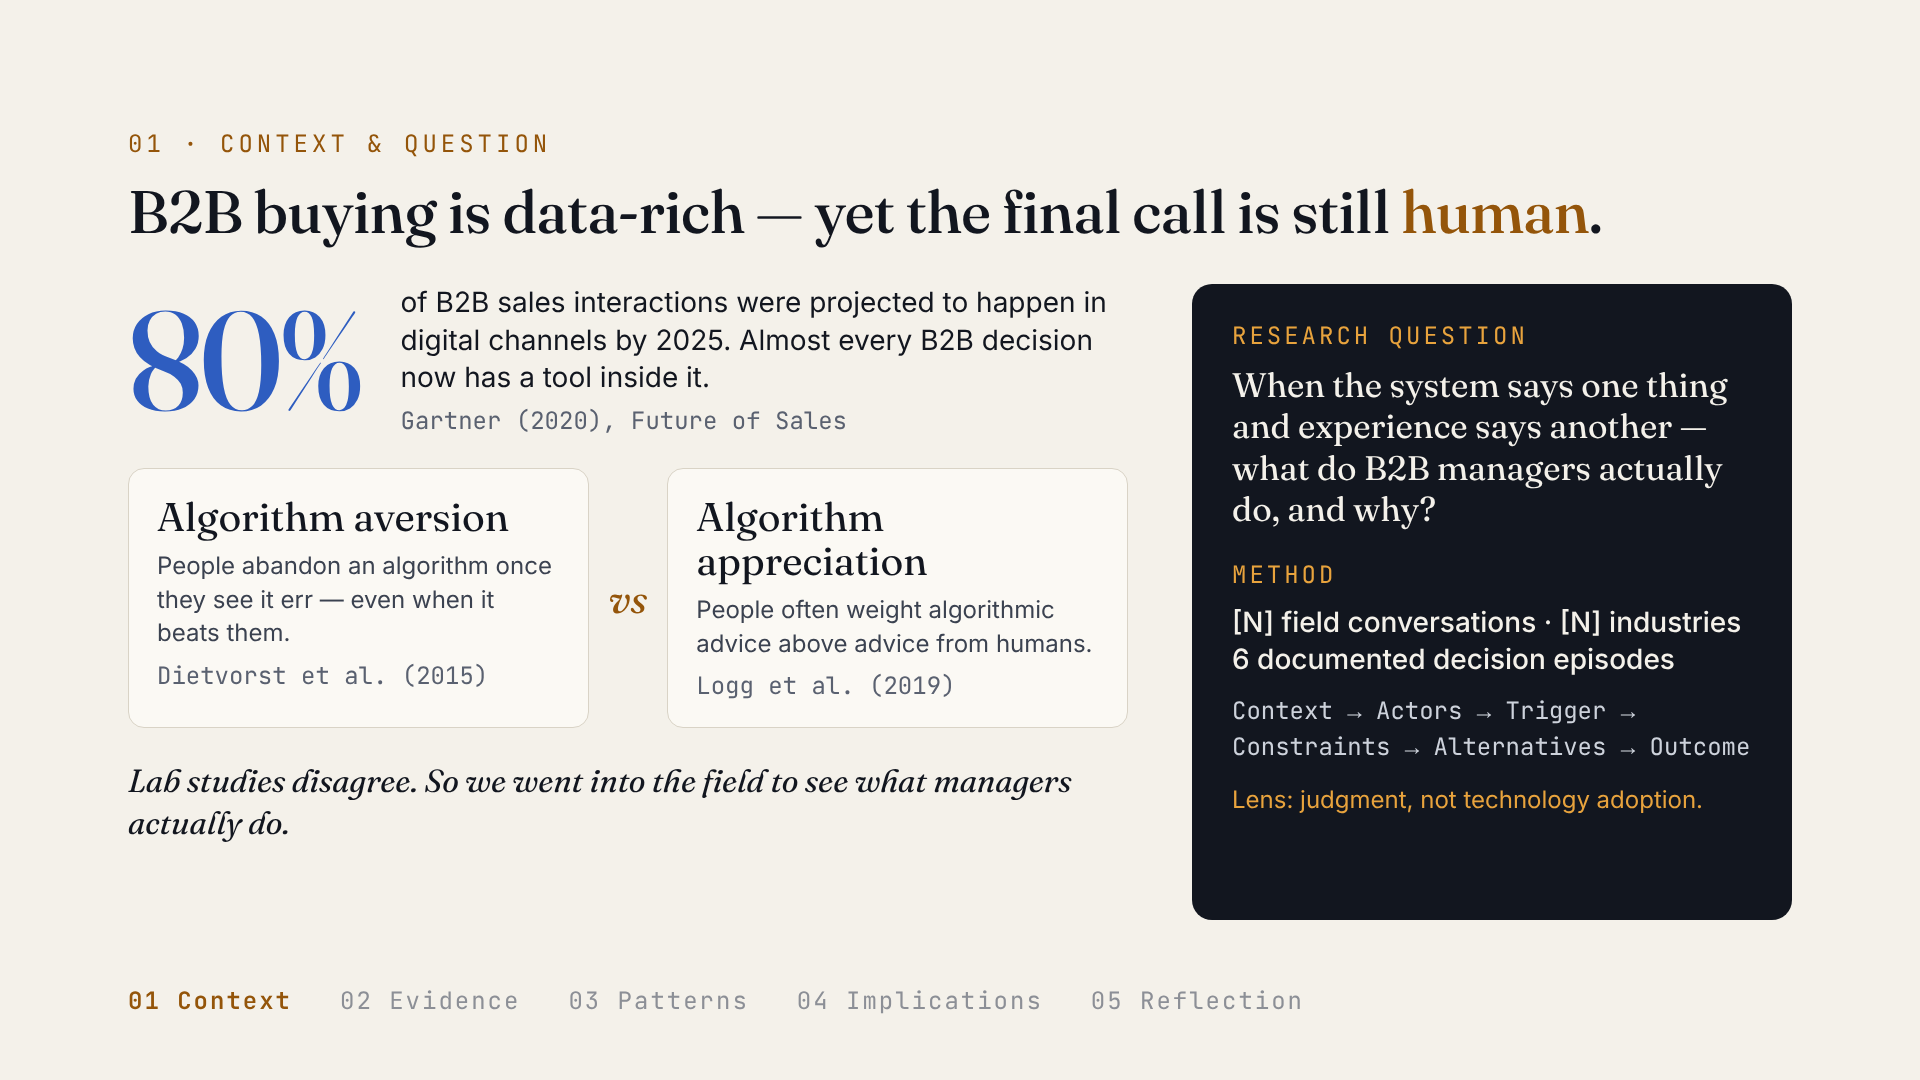 01 · CONTEXT & QUESTION
B2B buying is data-rich — yet the final call is still human.
80%
of B2B sales interactions were projected to happen in
digital channels by 2025. Almost every B2B decision
now has a tool inside it.
Gartner (2020), Future of Sales
Algorithm aversion
People abandon an algorithm once
they see it err — even when it
beats them.
Dietvorst et al. (2015)
vs
Algorithm
appreciation
People often weight algorithmic
advice above advice from humans.
Logg et al. (2019)
Lab studies disagree. So we went into the field to see what managers
actually do.
RESEARCH QUESTION
When the system says one thing
and experience says another —
what do B2B managers actually
do, and why?
METHOD
[N] field conversations · [N] industries
6 documented decision episodes
Context → Actors → Trigger →
Constraints → Alternatives → Outcome
Lens: judgment, not technology adoption.
01 Context 02 Evidence 03 Patterns 04 Implications 05 Reflection